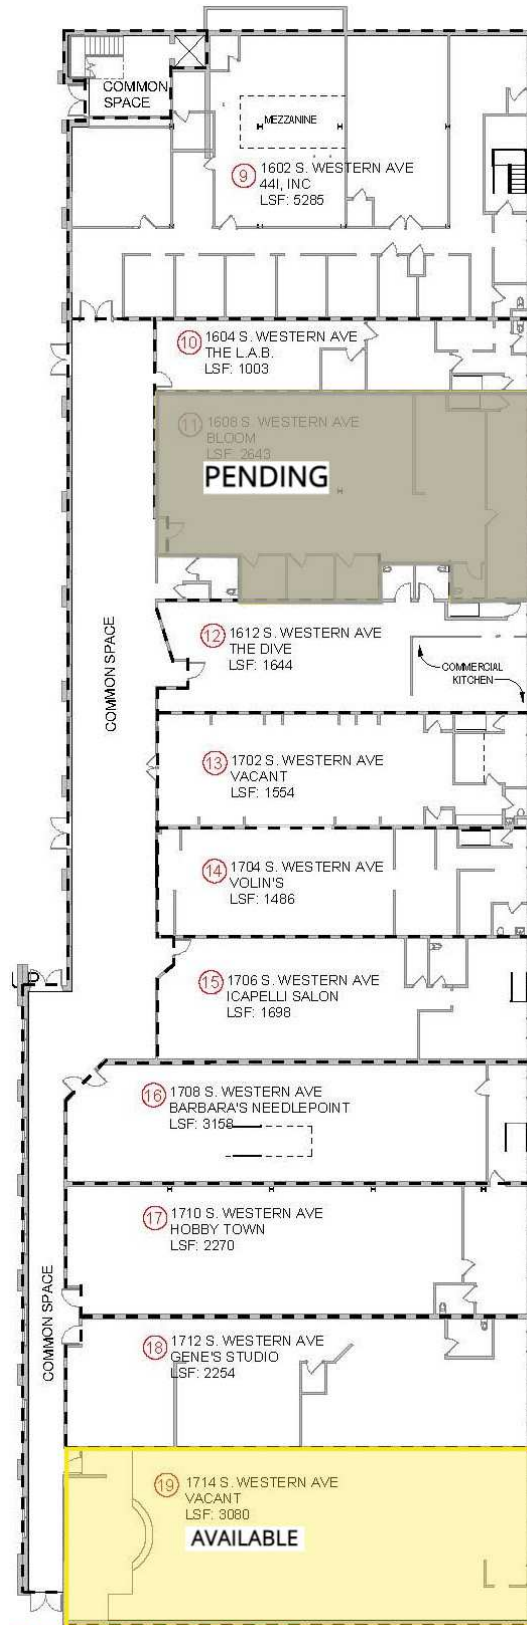 COMMON
SPACE
MEZZANINE
9 1602 S. WESTERN AVE
44I, INC
LSF: 5285
10 1604 S. WESTERN AVE
THE L.A.B.
LSF: 1003
11 1608 S. WESTERN AVE
BLOOM
LSF: 2643
PENDING
COMMON SPACE
12 1612 S. WESTERN AVE
THE DIVE
LSF: 1644
COMMERCIAL
KITCHEN
13 1702 S. WESTERN AVE
VACANT
LSF: 1554
14 1704 S. WESTERN AVE
VOLIN'S
LSF: 1486
15 1706 S. WESTERN AVE
ICAPELLI SALON
LSF: 1698
16 1708 S. WESTERN AVE
BARBARA'S NEEDLEPOINT
LSF: 3158
17 1710 S. WESTERN AVE
HOBBY TOWN
LSF: 2270
COMMON SPACE
18 1712 S. WESTERN AVE
GENE'S STUDIO
LSF: 2254
19 1714 S. WESTERN AVE
VACANT
LSF: 3080
AVAILABLE